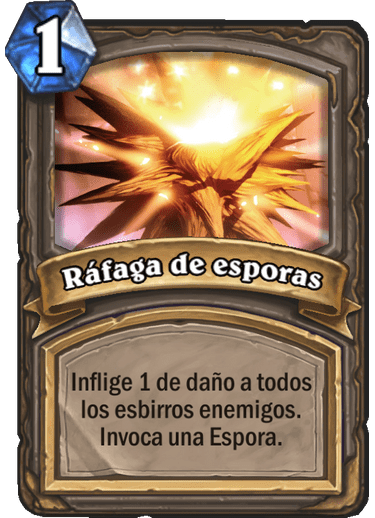 1
Ráfaga de esporas
Inflige 1 de daño a todos
los esbirros enemigos.
Invoca una Espora.